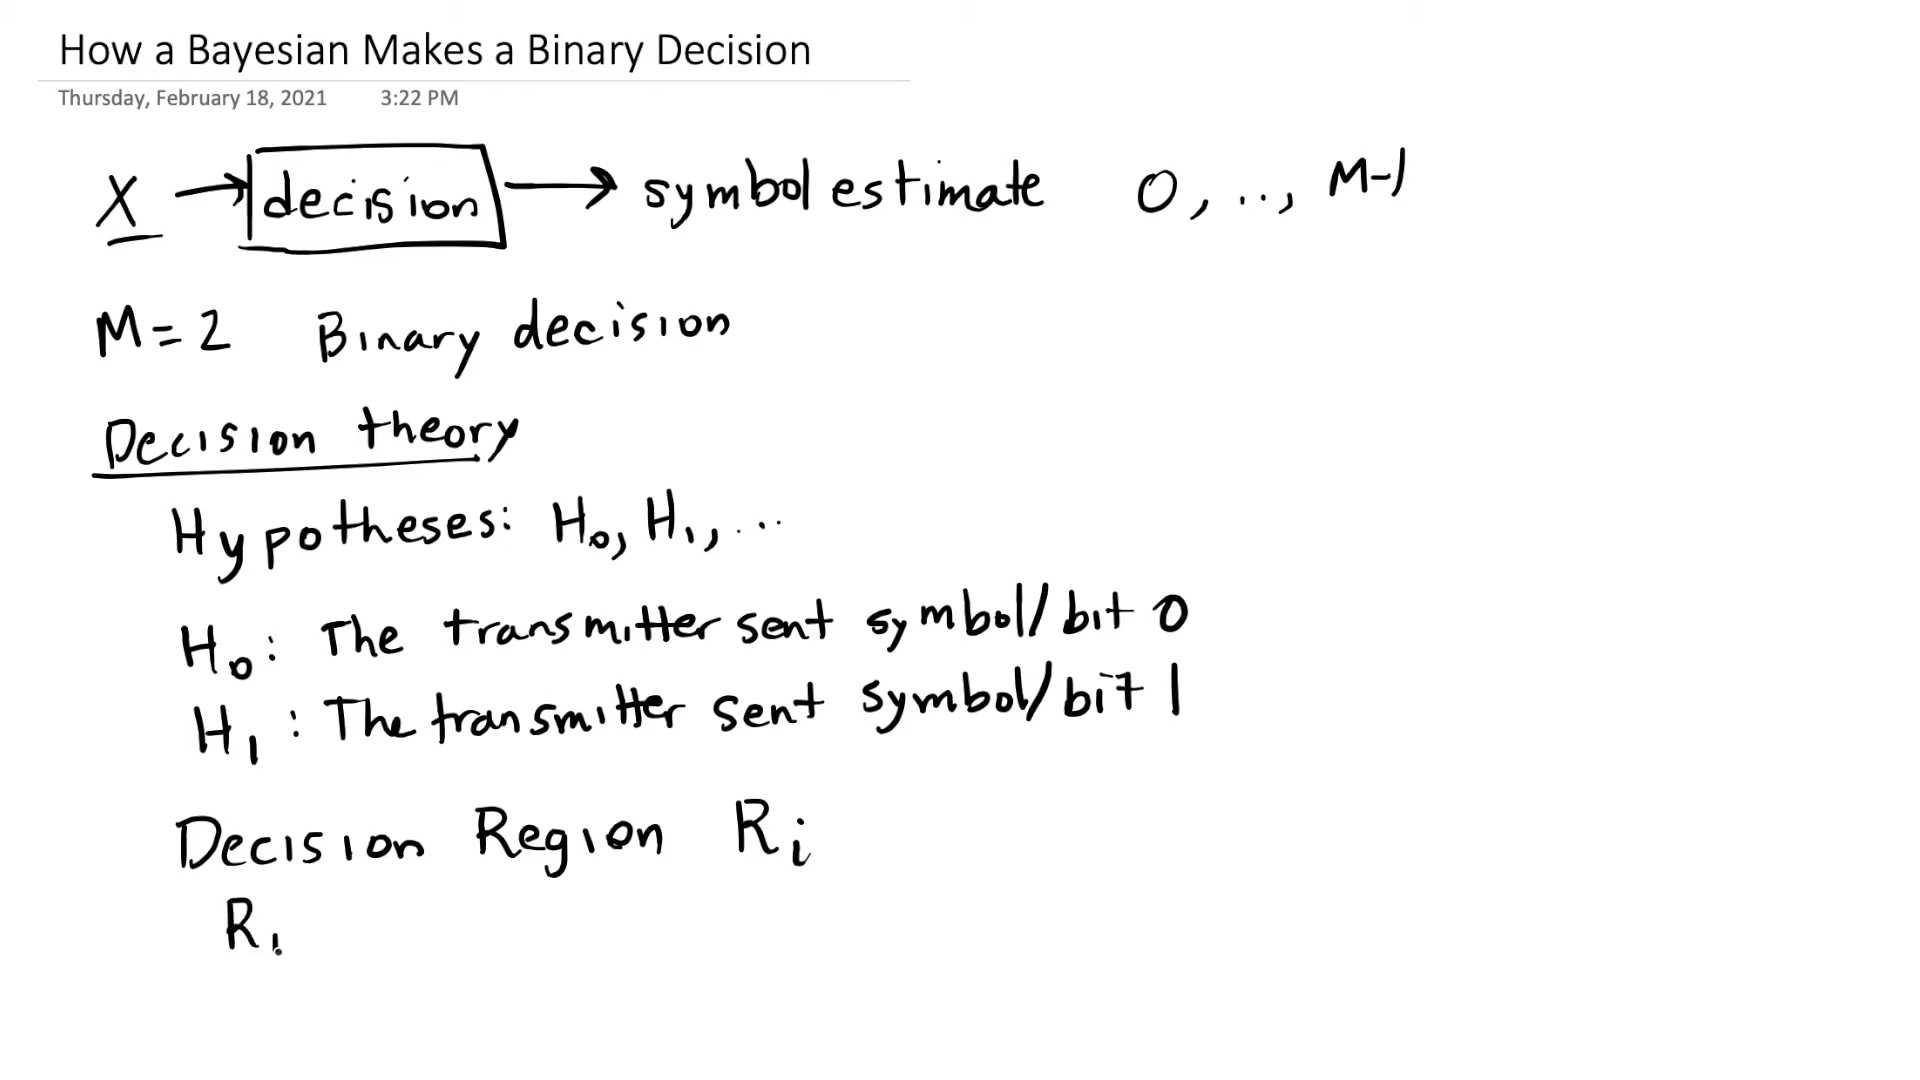 How a Bayesian Makes a Binary Decision
Thursday, February 18, 2021 3:22 PM
X → decision → symbol estimate 0, .., M-1
M=2 Binary decision
Decision theory
Hypotheses: H₀, H₁, ...
H₀: The transmitter sent symbol/bit 0
H₁: The transmitter sent symbol/bit 1
Decision Region Rᵢ
R